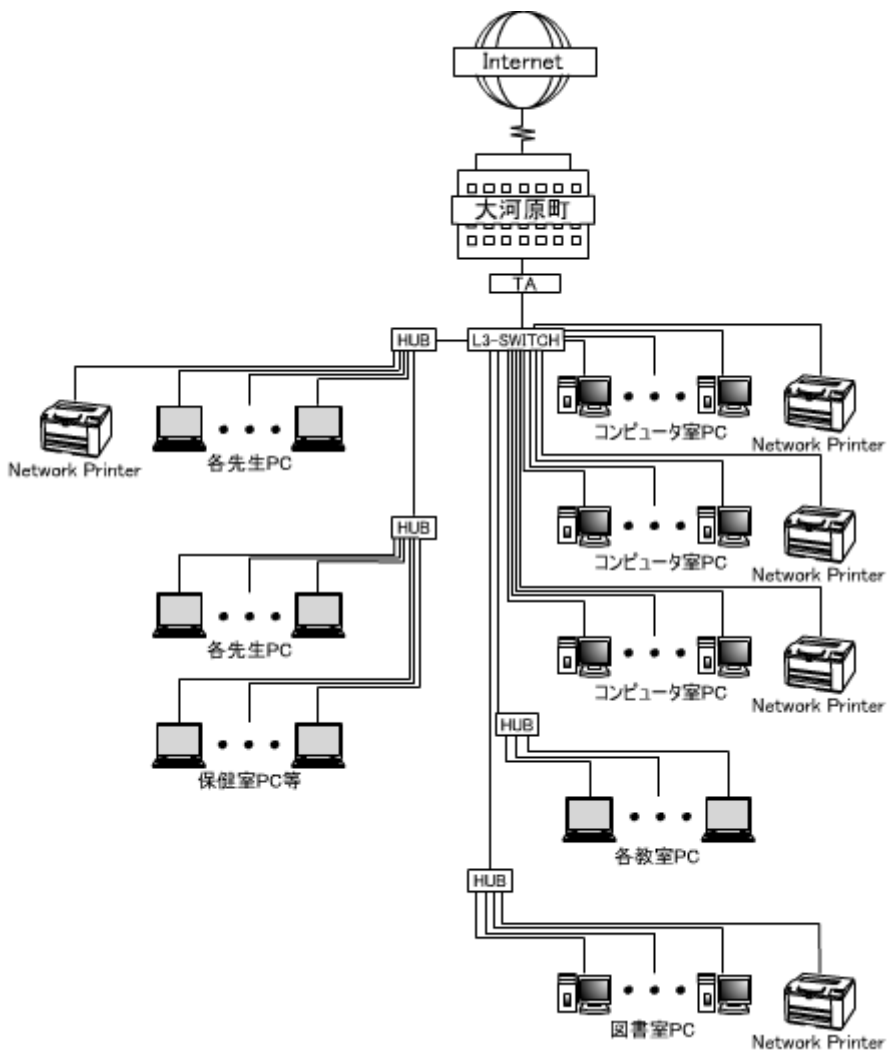 Internet
大河原町
TA
HUB
L3-SWITCH
Network Printer
各先生PC
コンピュータ室PC
Network Printer
HUB
コンピュータ室PC
Network Printer
各先生PC
コンピュータ室PC
Network Printer
HUB
保健室PC等
各教室PC
HUB
図書室PC
Network Printer